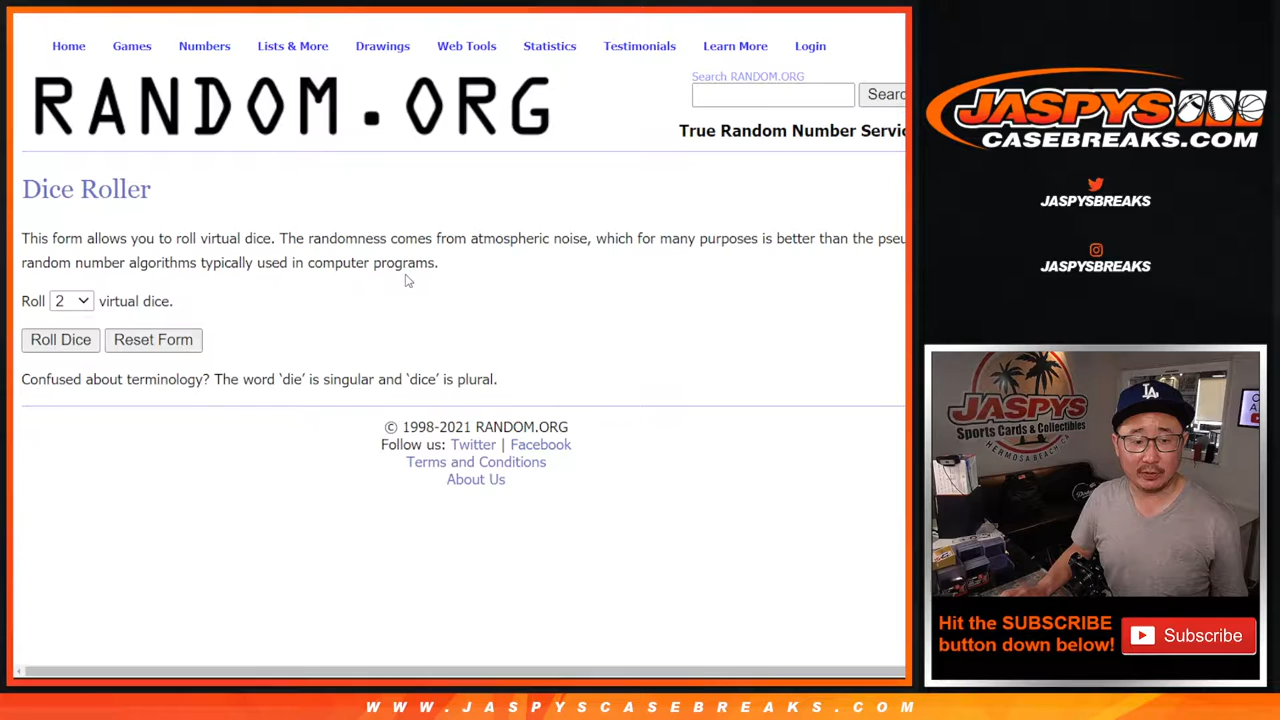 Home Games Numbers Lists & More Drawings Web Tools Statistics Testimonials Learn More Login
RANDOM.ORG
Search RANDOM.ORG
Searc
True Random Number Servic
Dice Roller
This form allows you to roll virtual dice. The randomness comes from atmospheric noise, which for many purposes is better than the pseu
random number algorithms typically used in computer programs.
Roll 2 virtual dice.
Roll Dice Reset Form
Confused about terminology? The word 'die' is singular and 'dice' is plural.
© 1998-2021 RANDOM.ORG
Follow us: Twitter | Facebook
Terms and Conditions
About Us
JASPYS
CASEBREAKS.COM
JASPYSBREAKS
JASPYSBREAKS
JASPYS
Sports Cards & Collectibles
HERMOSA BEACH, CA
LA
Hit the SUBSCRIBE
button down below!
Subscribe
WWW.JASPYSCASEBREAKS.COM